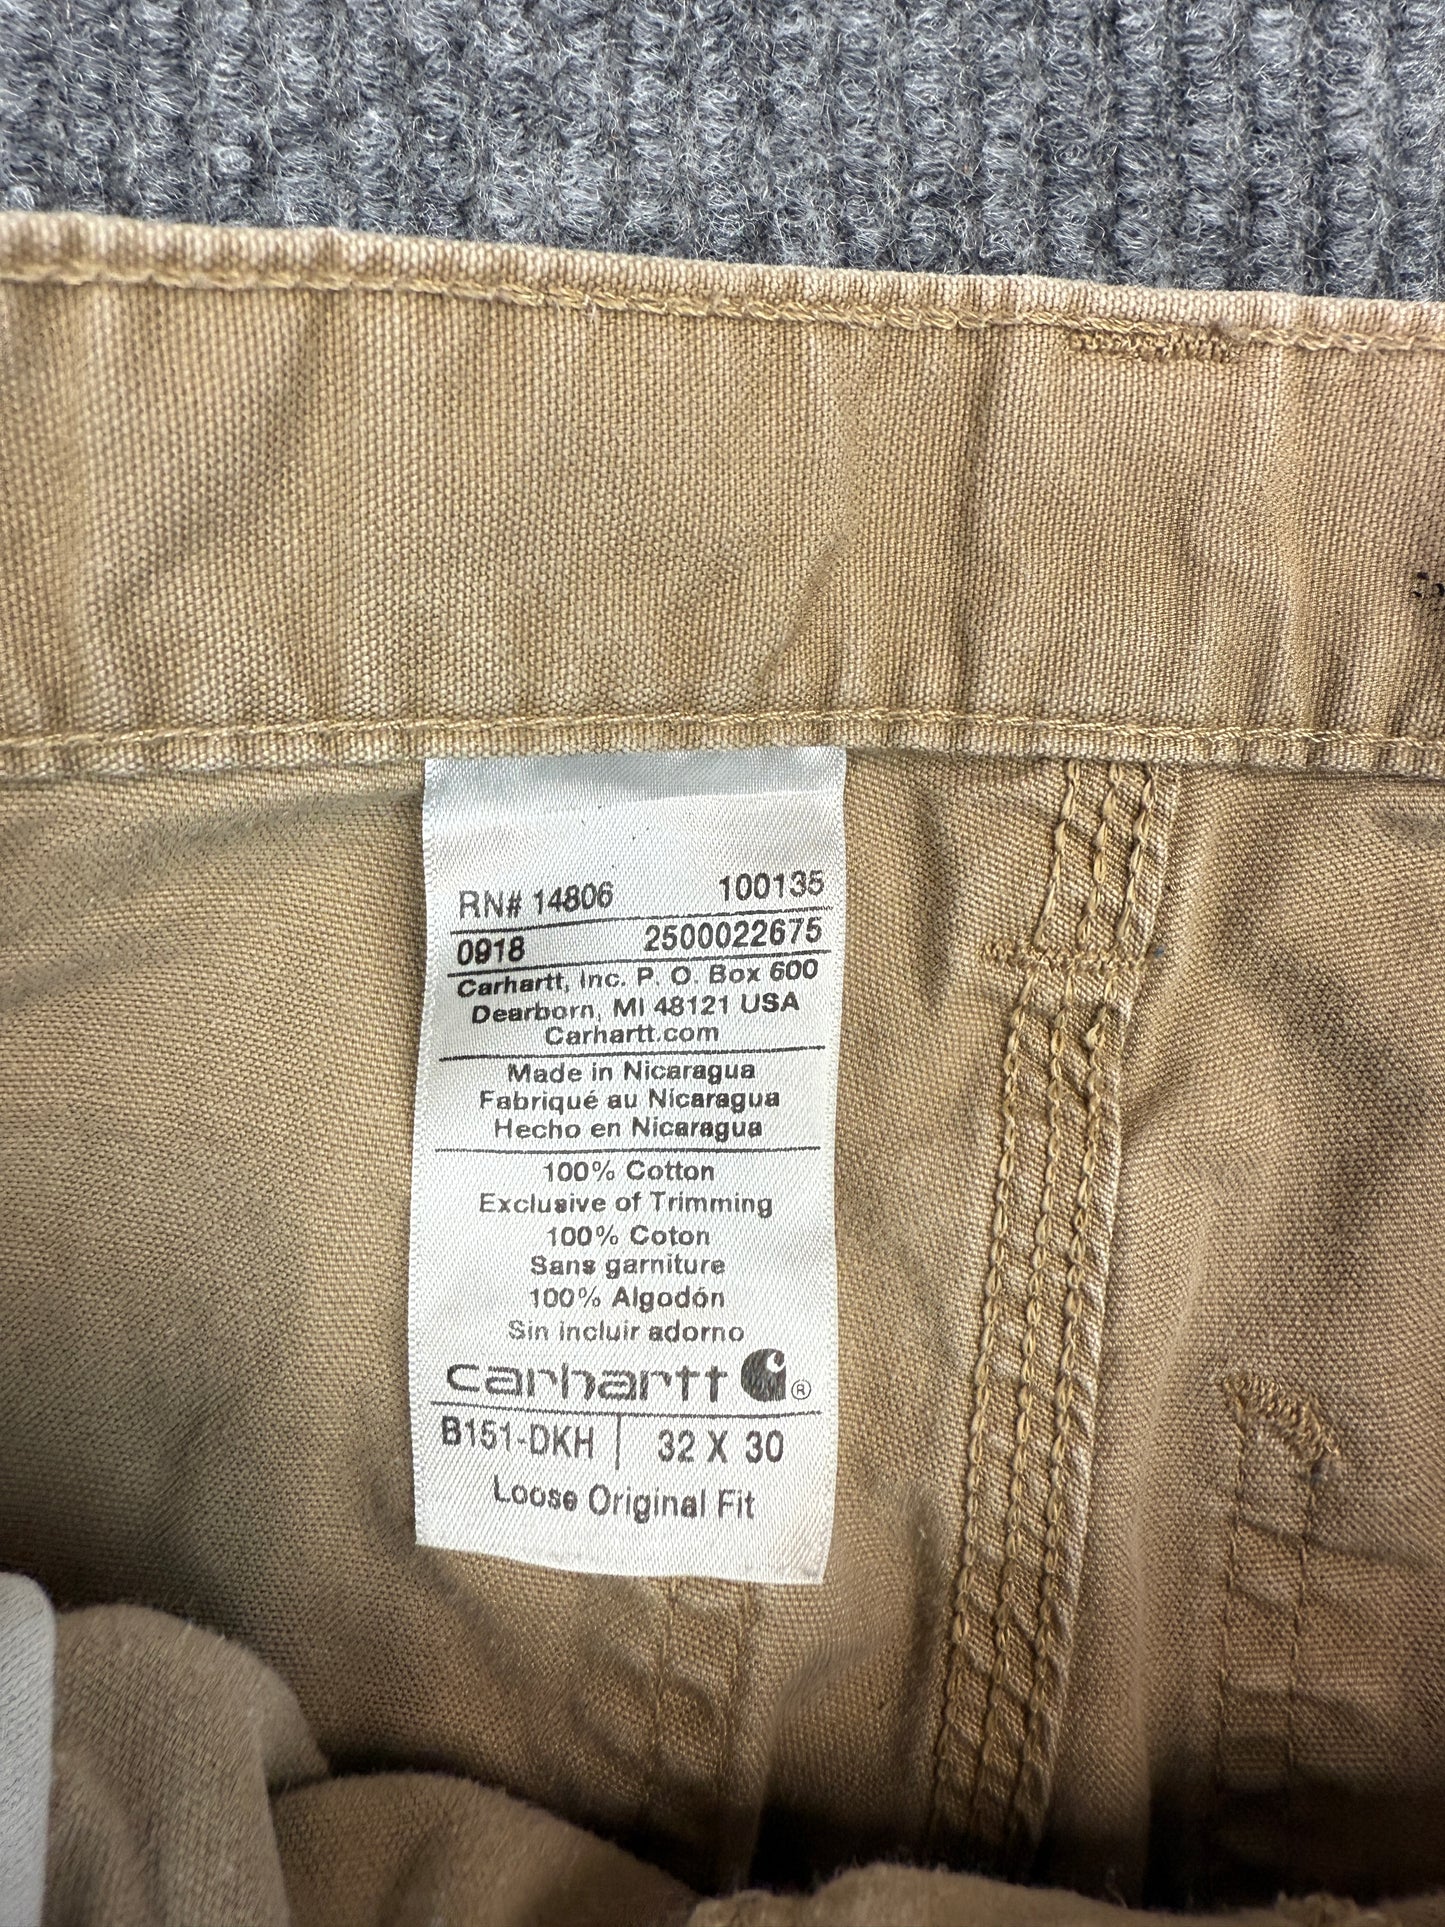 RN# 14806 100135
0918 2500022675
Carhartt, Inc. P. O. Box 600
Dearborn, MI 48121 USA
Carhartt.com
Made in Nicaragua
Fabriqué au Nicaragua
Hecho en Nicaragua
100% Cotton
Exclusive of Trimming
100% Coton
Sans garniture
100% Algodón
Sin incluir adorno
carhartt ®
B151-DKH | 32 X 30
Loose Original Fit